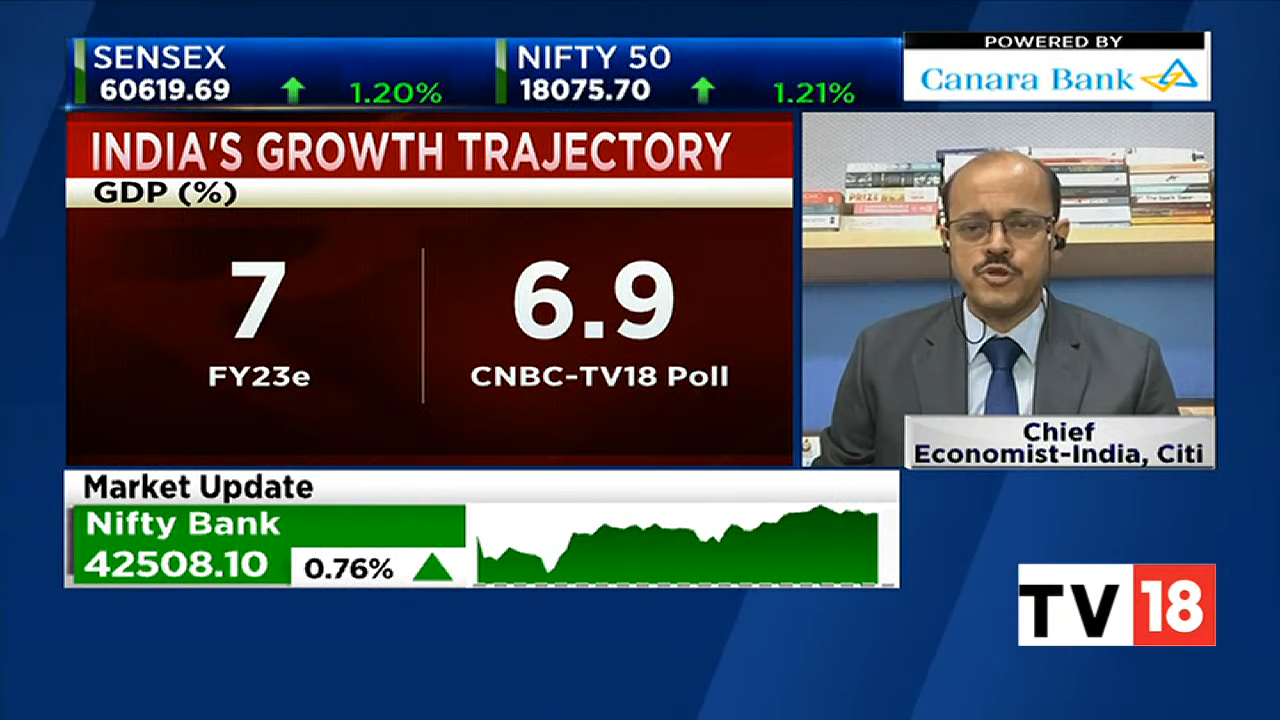 SENSEX
60619.69 1.20%
NIFTY 50
18075.70 1.21%
POWERED BY
Canara Bank
INDIA'S GROWTH TRAJECTORY
GDP (%)
7
FY23e
6.9
CNBC-TV18 Poll
PRIZE
Chief
Economist-India, Citi
Market Update
Nifty Bank
42508.10 0.76%
TV18